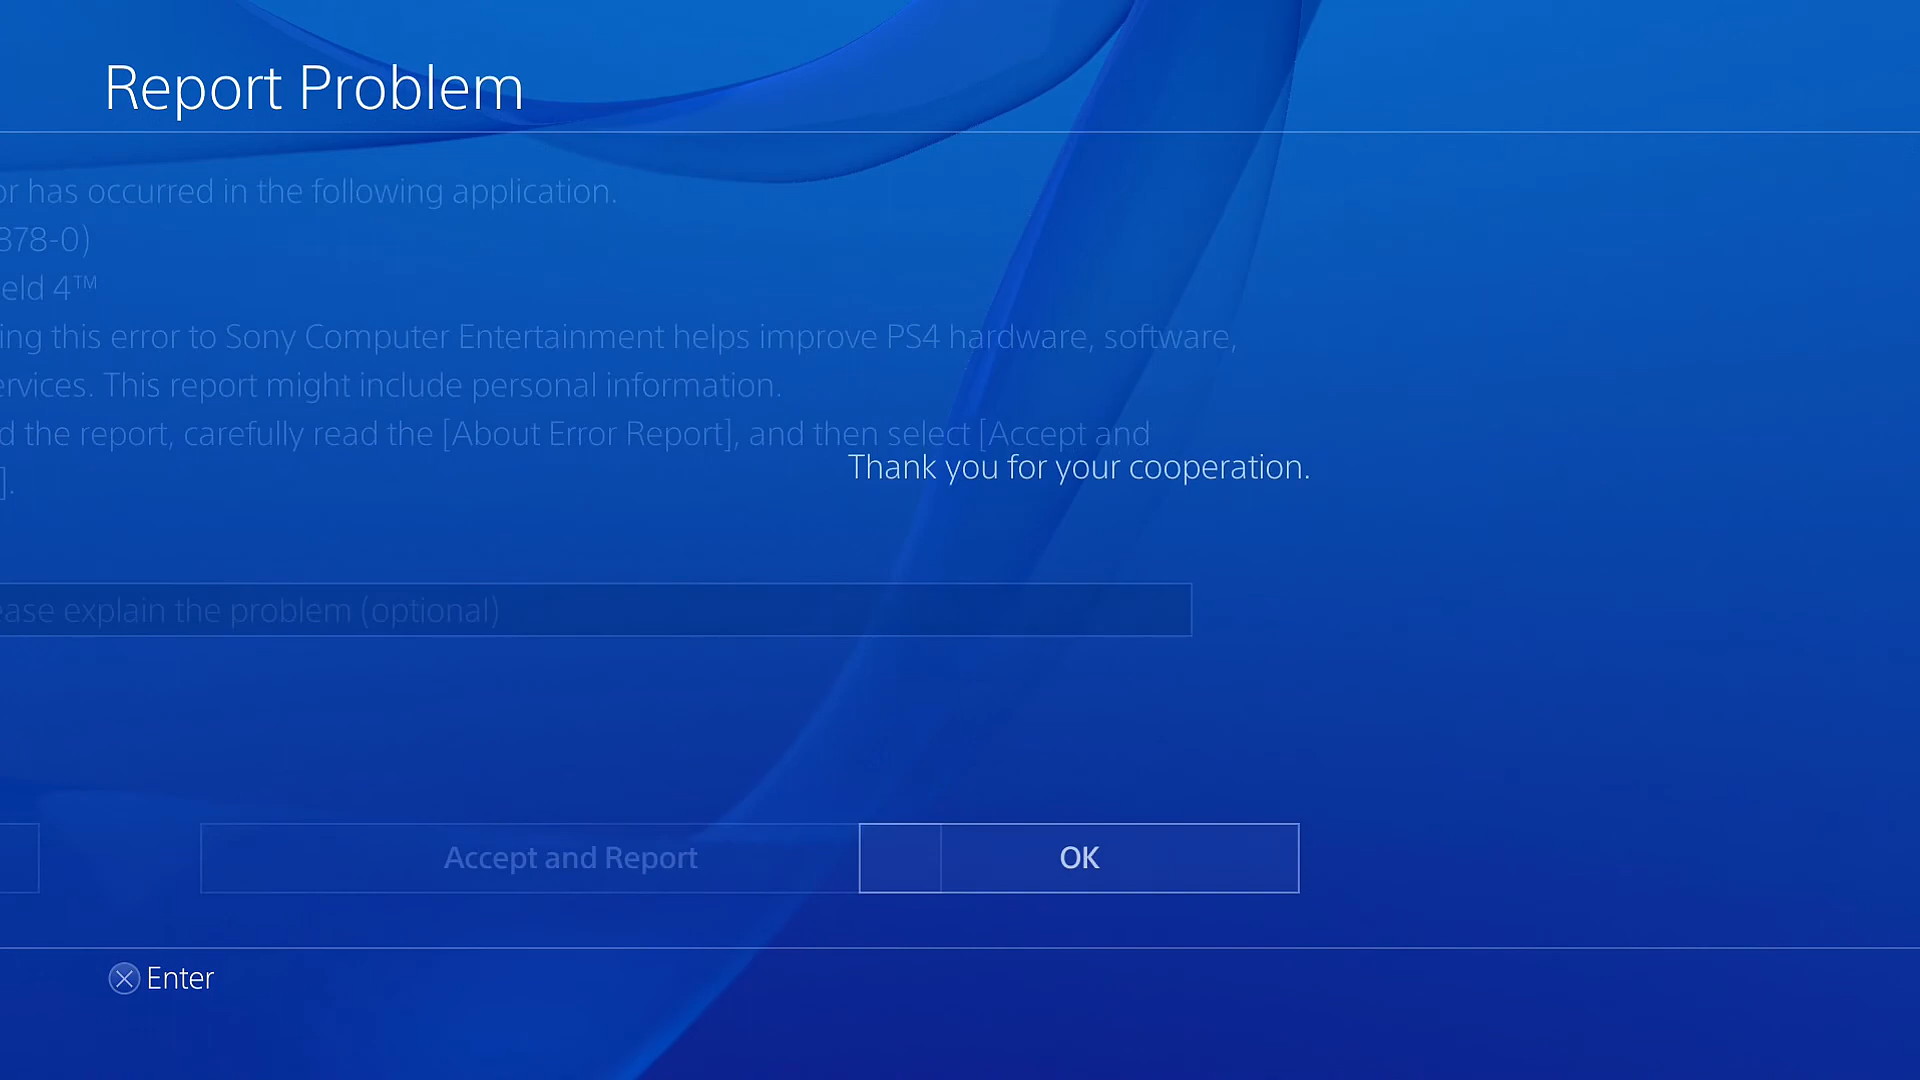 Report Problem
or has occurred in the following application.
378-0)
eld 4™
ing this error to Sony Computer Entertainment helps improve PS4 hardware, software,
ervices. This report might include personal information.
d the report, carefully read the [About Error Report], and then select [Accept and
].
Thank you for your cooperation.
ease explain the problem (optional)
Accept and Report
OK
Enter